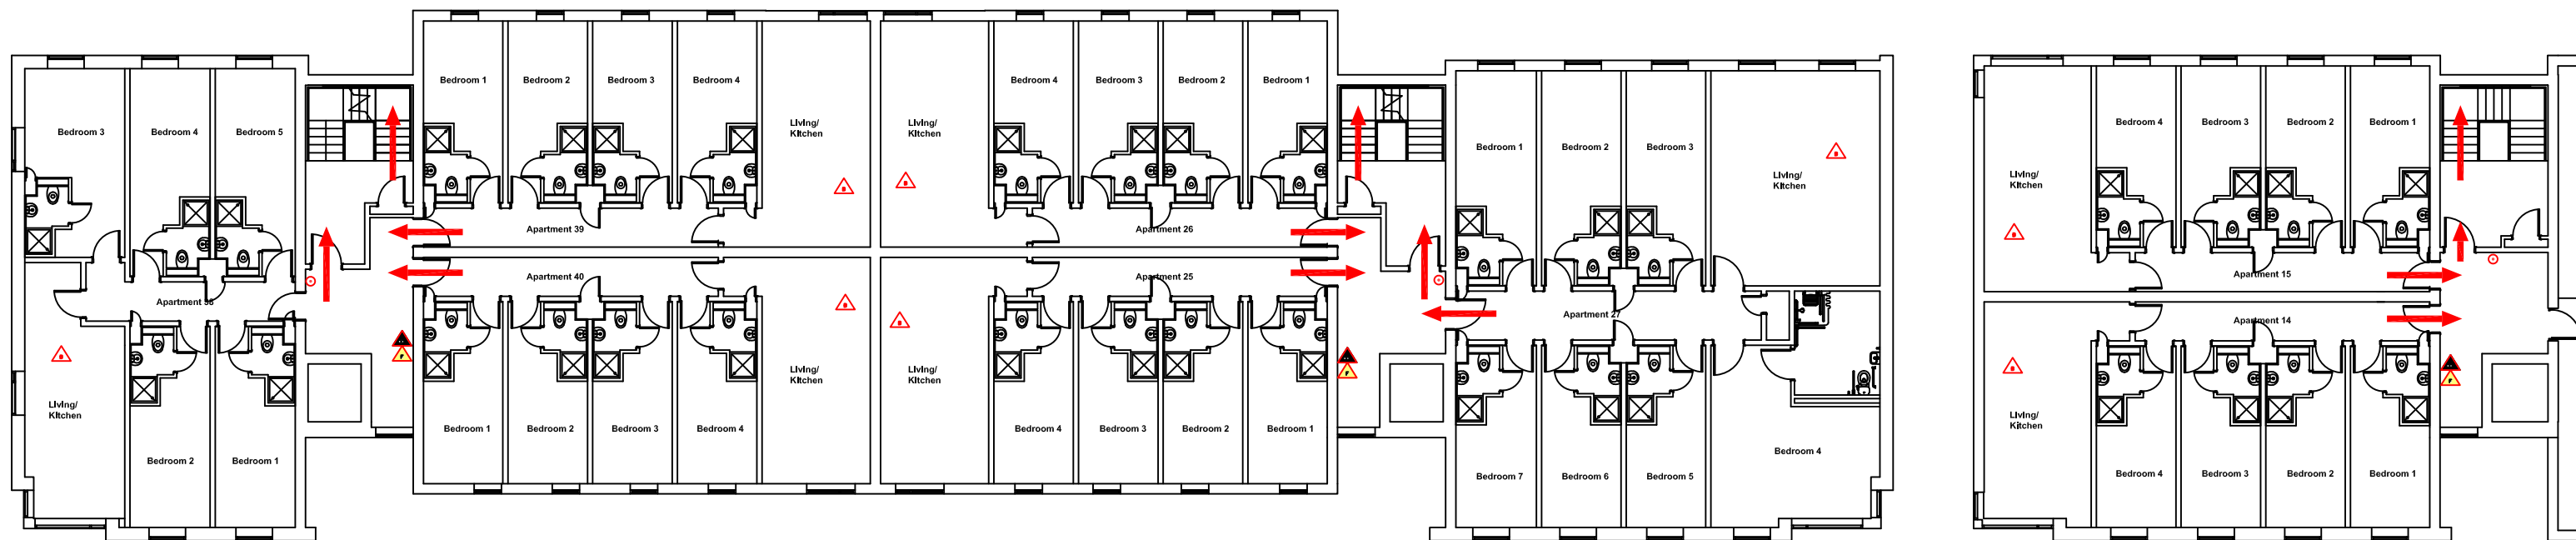 Bedroom 3
Bedroom 4
Bedroom 5
Apartment 38
Living/
Kitchen
Bedroom 2
Bedroom 1
Bedroom 1
Bedroom 2
Bedroom 3
Bedroom 4
Living/
Kitchen
Apartment 39
Apartment 40
Bedroom 1
Bedroom 2
Bedroom 3
Bedroom 4
Living/
Kitchen
Living/
Kitchen
Bedroom 4
Bedroom 3
Bedroom 2
Bedroom 1
Apartment 26
Apartment 25
Living/
Kitchen
Bedroom 4
Bedroom 3
Bedroom 2
Bedroom 1
Bedroom 1
Bedroom 2
Bedroom 3
Living/
Kitchen
Apartment 27
Bedroom 7
Bedroom 6
Bedroom 5
Bedroom 4
Living/
Kitchen
Bedroom 4
Bedroom 3
Bedroom 2
Bedroom 1
Apartment 15
Apartment 14
Living/
Kitchen
Bedroom 4
Bedroom 3
Bedroom 2
Bedroom 1